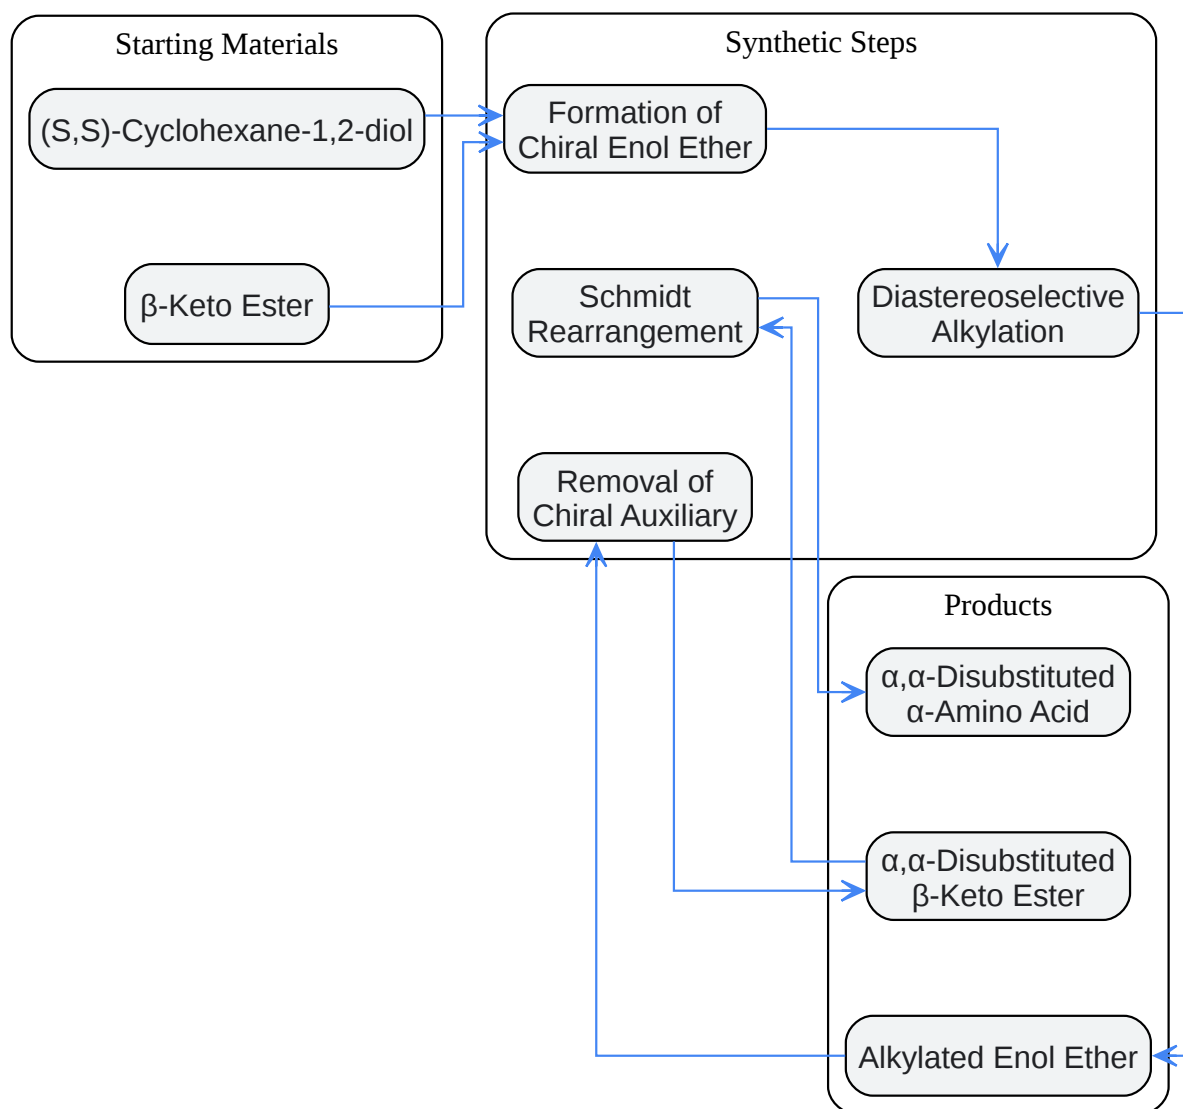 Starting Materials
(S,S)-Cyclohexane-1,2-diol
β-Keto Ester
Synthetic Steps
Formation of
Chiral Enol Ether
Schmidt
Rearrangement
Diastereoselective
Alkylation
Removal of
Chiral Auxiliary
Products
α,α-Disubstituted
α-Amino Acid
α,α-Disubstituted
β-Keto Ester
Alkylated Enol Ether